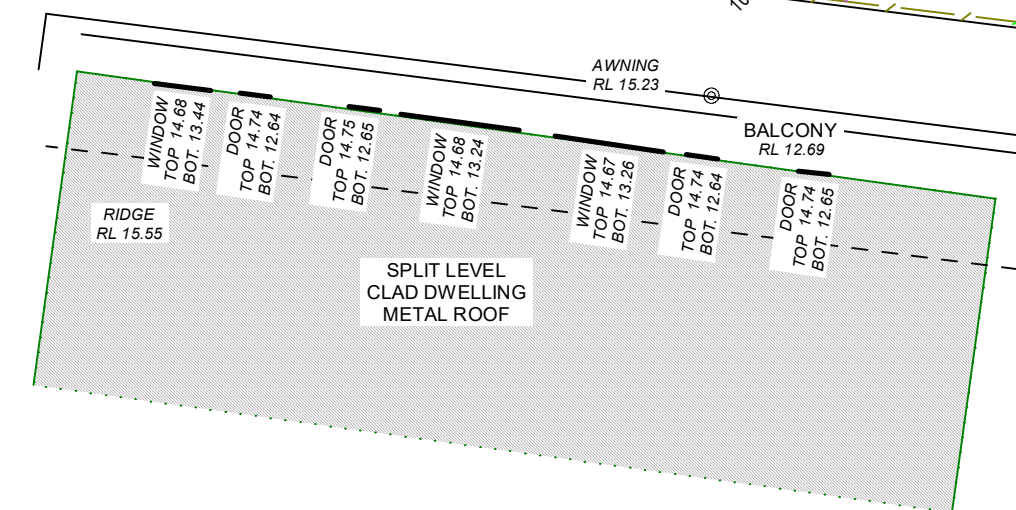 AWNING
RL 15.23
BALCONY
RL 12.69
WINDOW
TOP 14.68
BOT. 13.44
DOOR
TOP 14.74
BOT. 12.64
DOOR
TOP 14.75
BOT. 12.65
WINDOW
TOP 14.68
BOT. 13.24
WINDOW
TOP 14.67
BOT. 13.26
DOOR
TOP 14.74
BOT. 12.64
DOOR
TOP 14.74
BOT. 12.65
RIDGE
RL 15.55
SPLIT LEVEL
CLAD DWELLING
METAL ROOF